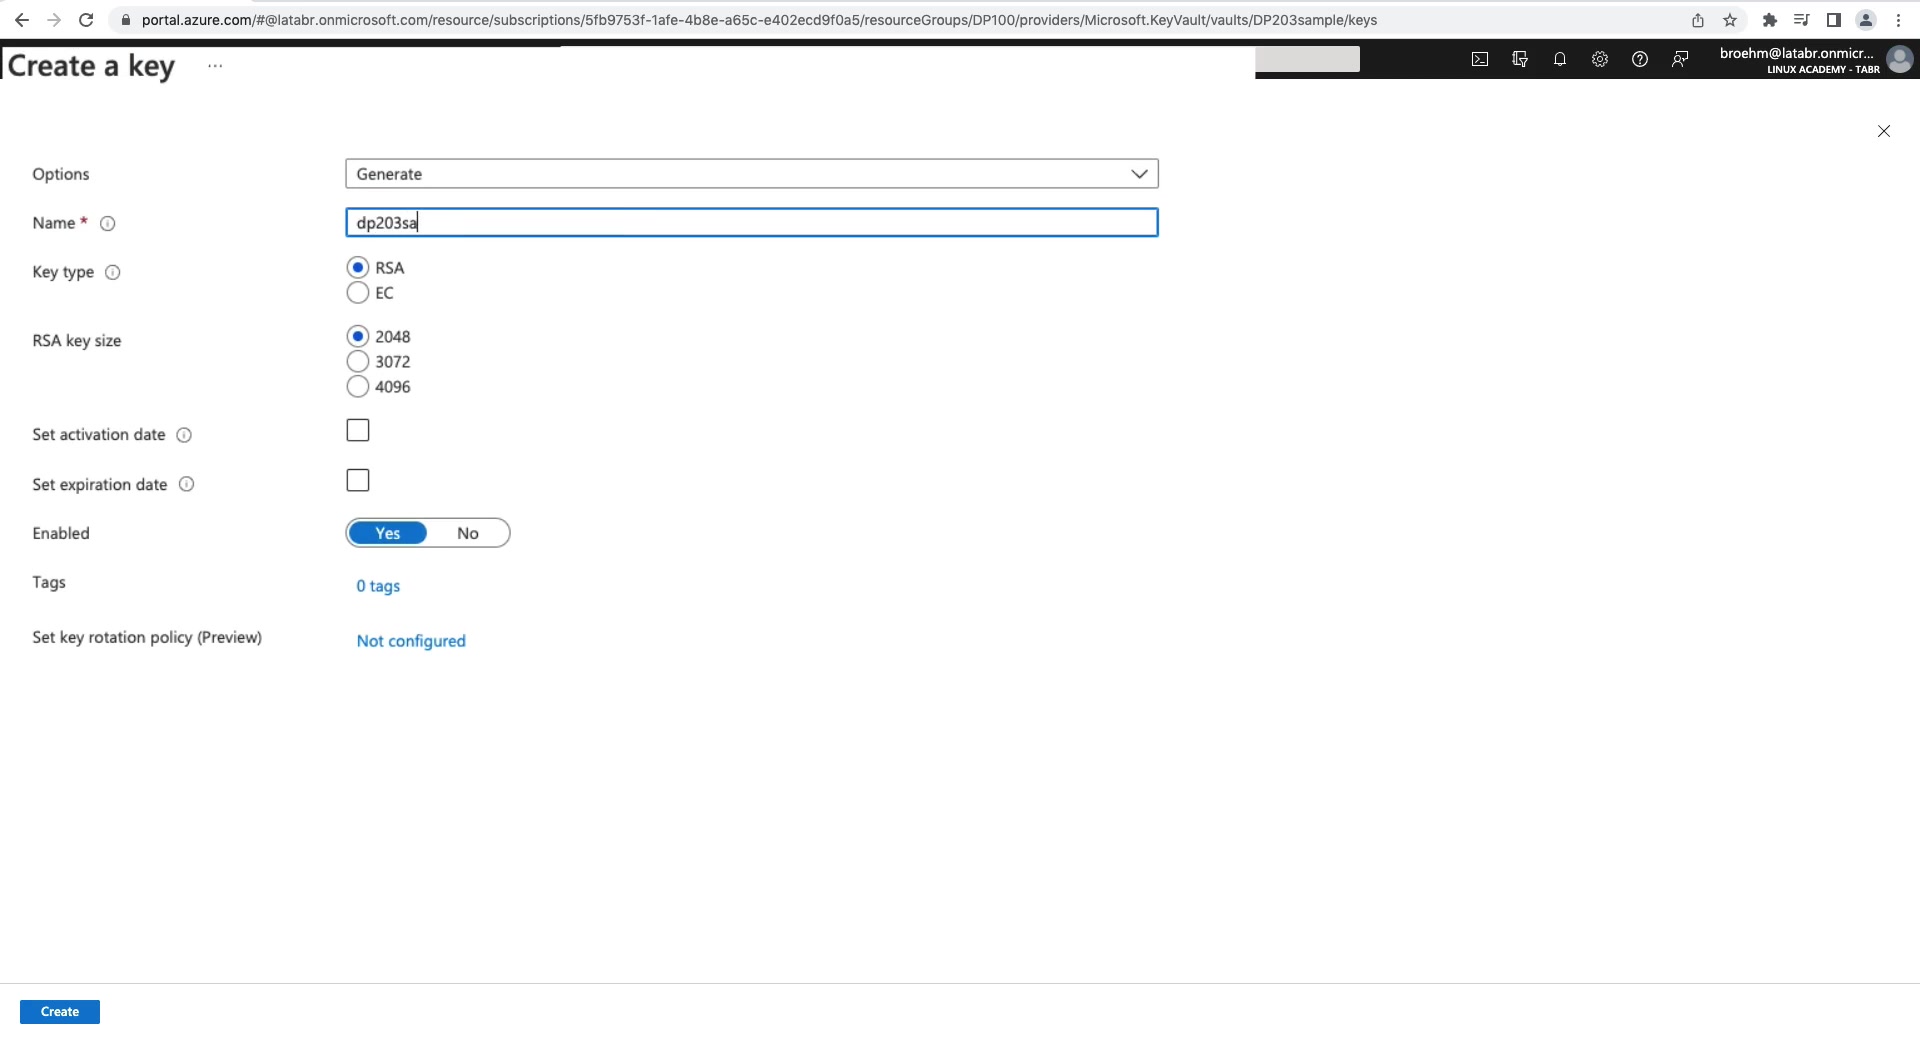 portal.azure.com/#@latabr.onmicrosoft.com/resource/subscriptions/5fb9753f-1afe-4b8e-a65c-e402ecd9f0a5/resourceGroups/DP100/providers/Microsoft.KeyVault/vaults/DP203sample/keys
Create a key ...
broehm@latabr.onmicr...
LINUX ACADEMY - TABR
Options Generate
Name * dp203sa
Key type RSA
EC
RSA key size 2048
3072
4096
Set activation date
Set expiration date
Enabled Yes No
Tags 0 tags
Set key rotation policy (Preview) Not configured
Create